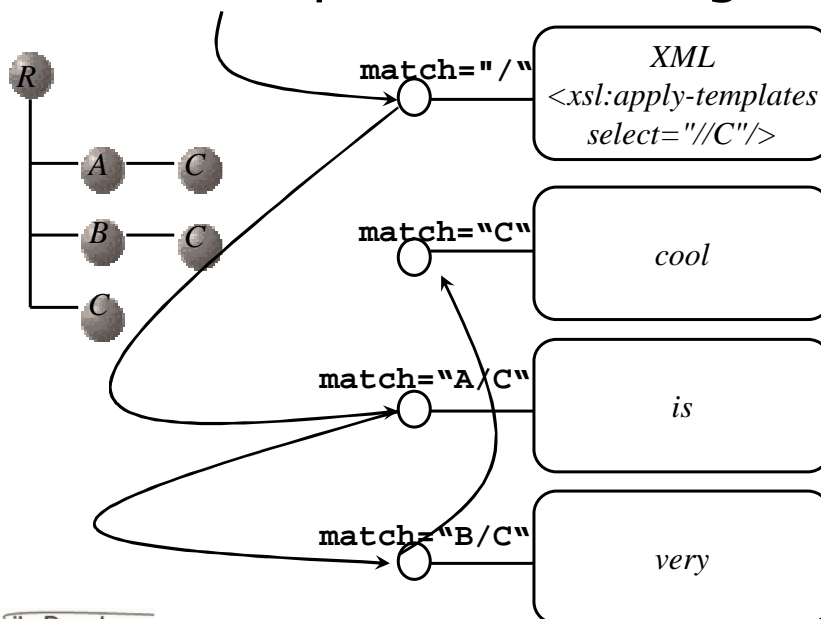 R
A
C
B
C
C
match="/“
XML
<xsl:apply-templates
select="//C"/>
match=“C“
cool
match=“A/C“
is
match=“B/C“
very